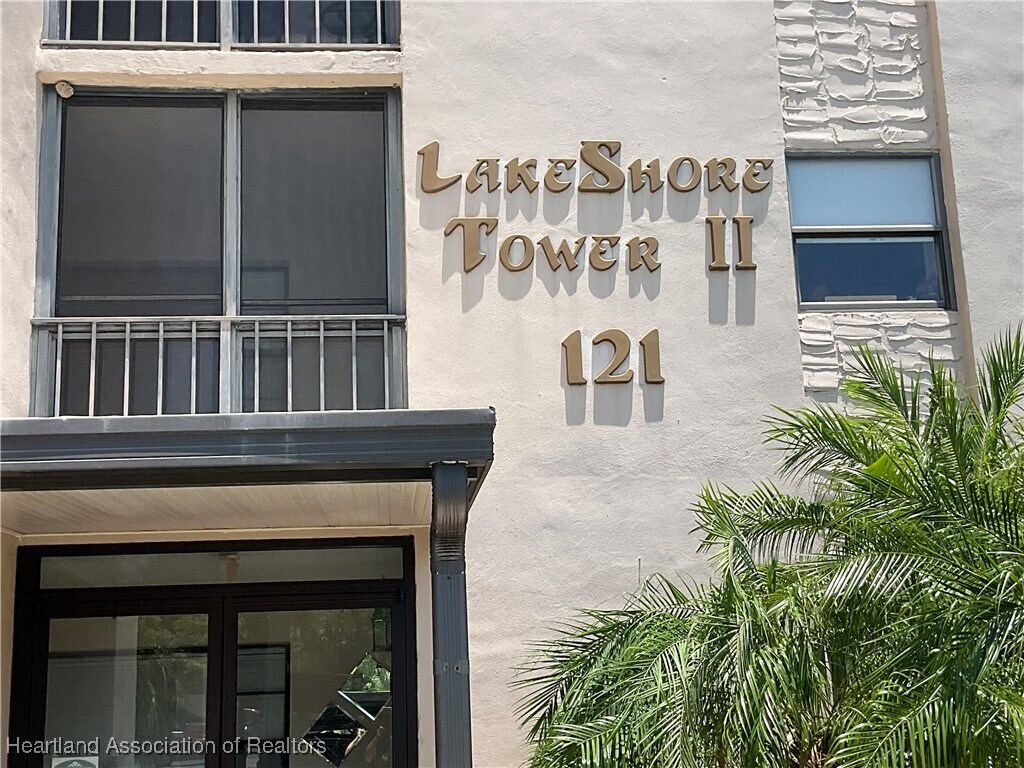 LakeShore
Tower II
121
Heartland Association of Realtors